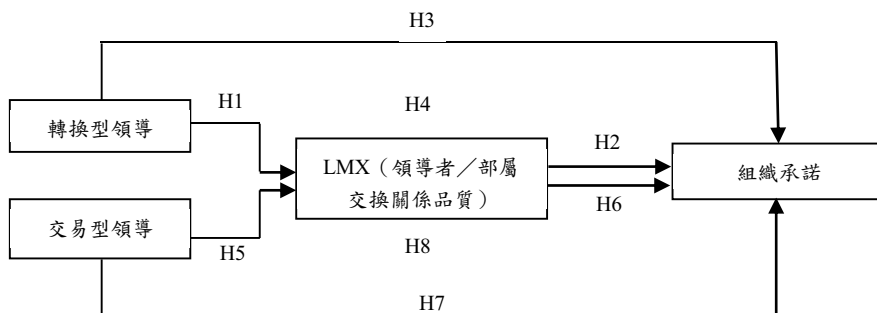 H3
H1
H4
轉換型領導
H2
LMX（領導者／部屬
交換關係品質）
組織承諾
H6
交易型領導
H5
H8
H7